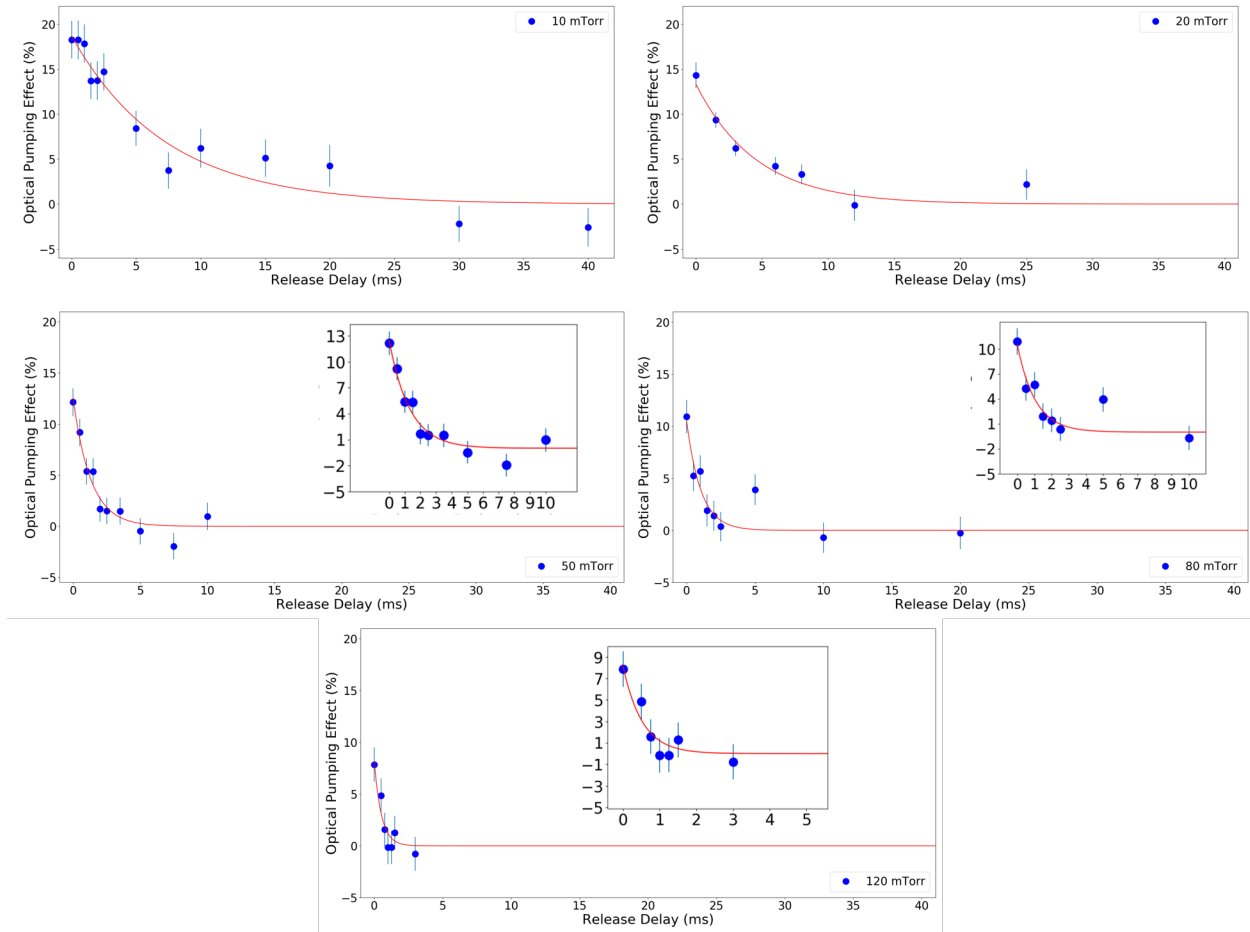 Optical Pumping Effect (%)
20
15
10
5
0
−5
10 mTorr
0 5 10 15 20 25 30 35 40
Release Delay (ms)
Optical Pumping Effect (%)
20
15
10
5
0
−5
20 mTorr
0 5 10 15 20 25 30 35 40
Release Delay (ms)
Optical Pumping Effect (%)
20
15
10
5
0
−5
13
10
7
4
1
−2
−5
0 1 2 3 4 5 6 7 8 9 10
50 mTorr
0 5 10 15 20 25 30 35 40
Release Delay (ms)
Optical Pumping Effect (%)
20
15
10
5
0
−5
10
7
4
1
−2
−5
0 1 2 3 4 5 6 7 8 9 10
80 mTorr
0 5 10 15 20 25 30 35 40
Release Delay (ms)
Optical Pumping Effect (%)
20
15
10
5
0
−5
9
7
5
3
1
−1
−3
−5
0 1 2 3 4 5
120 mTorr
0 5 10 15 20 25 30 35 40
Release Delay (ms)